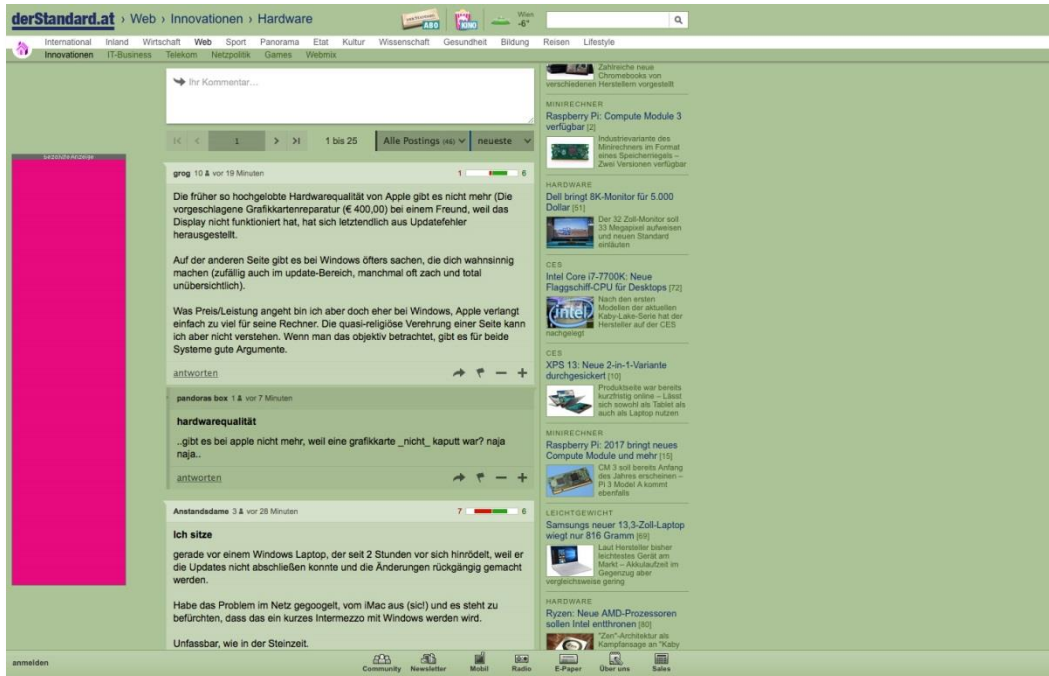 derStandard.at › Web › Innovationen › Hardware
ABO
KINO
Wien
-6°
International Inland Wirtschaft Web Sport Panorama Etat Kultur Wissenschaft Gesundheit Bildung Reisen Lifestyle
Innovationen IT-Business Telekom Netzpolitik Games Webmix
Ihr Kommentar...
1 1 bis 25 Alle Postings (46) neueste
bezahlte Anzeige
grog 10 vor 19 Minuten 1 6
Die früher so hochgelobte Hardwarequalität von Apple gibt es nicht mehr (Die
vorgeschlagene Grafikkartenreparatur (€ 400,00) bei einem Freund, weil das
Display nicht funktioniert hat, hat sich letztendlich aus Updatefehler
herausgestellt.
Auf der anderen Seite gibt es bei Windows öfters sachen, die dich wahnsinnig
machen (zufällig auch im update-Bereich, manchmal oft zach und total
unübersichtlich).
Was Preis/Leistung angeht bin ich aber doch eher bei Windows, Apple verlangt
einfach zu viel für seine Rechner. Die quasi-religiöse Verehrung einer Seite kann
ich aber nicht verstehen. Wenn man das objektiv betrachtet, gibt es für beide
Systeme gute Argumente.
antworten
pandoras box 1 vor 7 Minuten
hardwarequalität
..gibt es bei apple nicht mehr, weil eine grafikkarte _nicht_ kaputt war? naja
naja..
antworten
Anstandsdame 3 vor 28 Minuten 7 6
Ich sitze
gerade vor einem Windows Laptop, der seit 2 Stunden vor sich hinrödelt, weil er
die Updates nicht abschließen konnte und die Änderungen rückgängig gemacht
werden.
Habe das Problem im Netz gegoogelt, vom iMac aus (sic!) und es steht zu
befürchten, dass das ein kurzes Intermezzo mit Windows werden wird.
Unfassbar, wie in der Steinzeit.
Zahlreiche neue
Chromebooks von
verschiedenen Herstellern vorgestellt
MINIRECHNER
Raspberry Pi: Compute Module 3
verfügbar [2]
Industrievariante des
Minirechners im Format
eines Speicherriegels –
Zwei Versionen verfügbar
HARDWARE
Dell bringt 8K-Monitor für 5.000
Dollar [51]
Der 32 Zoll-Monitor soll
33 Megapixel aufweisen
und neuen Standard
einläuten
CES
Intel Core i7-7700K: Neue
Flaggschiff-CPU für Desktops [72]
intel
Nach den ersten
Modellen der aktuellen
Kaby-Lake-Serie hat der
Hersteller auf der CES
nachgelegt
CES
XPS 13: Neue 2-in-1-Variante
durchgesickert [10]
Produktseite war bereits
kurzfristig online – Lässt
sich sowohl als Tablet als
auch als Laptop nutzen
MINIRECHNER
Raspberry Pi: 2017 bringt neues
Compute Module und mehr [15]
CM 3 soll bereits Anfang
des Jahres erscheinen –
Pi 3 Model A kommt
ebenfalls
LEICHTGEWICHT
Samsungs neuer 13,3-Zoll-Laptop
wiegt nur 816 Gramm [69]
Laut Hersteller bisher
leichtestes Gerät am
Markt – Akkulaufzeit im
Gegenzug aber
vergleichsweise gering
HARDWARE
Ryzen: Neue AMD-Prozessoren
sollen Intel entthronen [80]
"Zen"-Architektur als
Kampfansage an "Kaby
anmelden Community Newsletter Mobil Radio E-Paper Über uns Sales